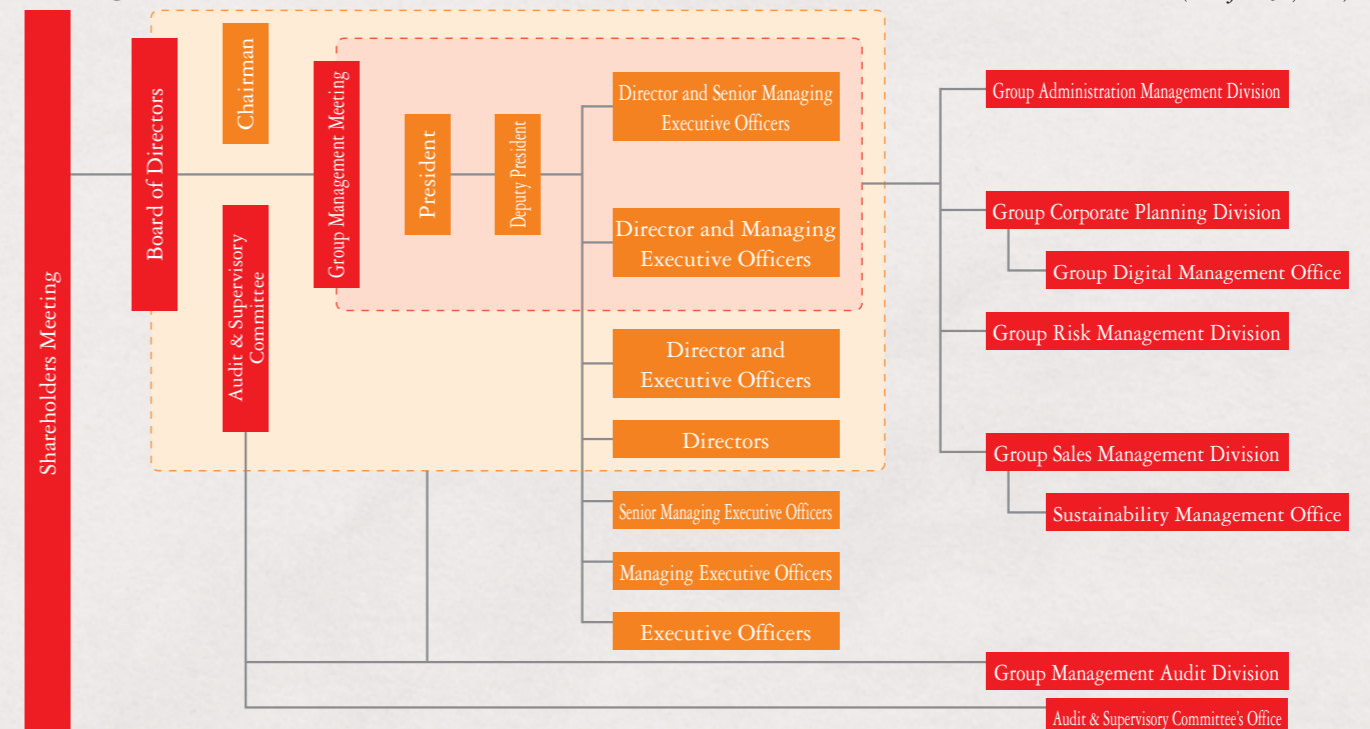 Shareholders Meeting
Board of Directors
Chairman
Audit & Supervisory
Committee
Group Management Meeting
President
Deputy President
Director and Senior Managing
Executive Officers
Director and Managing
Executive Officers
Director and
Executive Officers
Directors
Senior Managing Executive Officers
Managing Executive Officers
Executive Officers
Group Administration Management Division
Group Corporate Planning Division
Group Digital Management Office
Group Risk Management Division
Group Sales Management Division
Sustainability Management Office
Group Management Audit Division
Audit & Supervisory Committee's Office